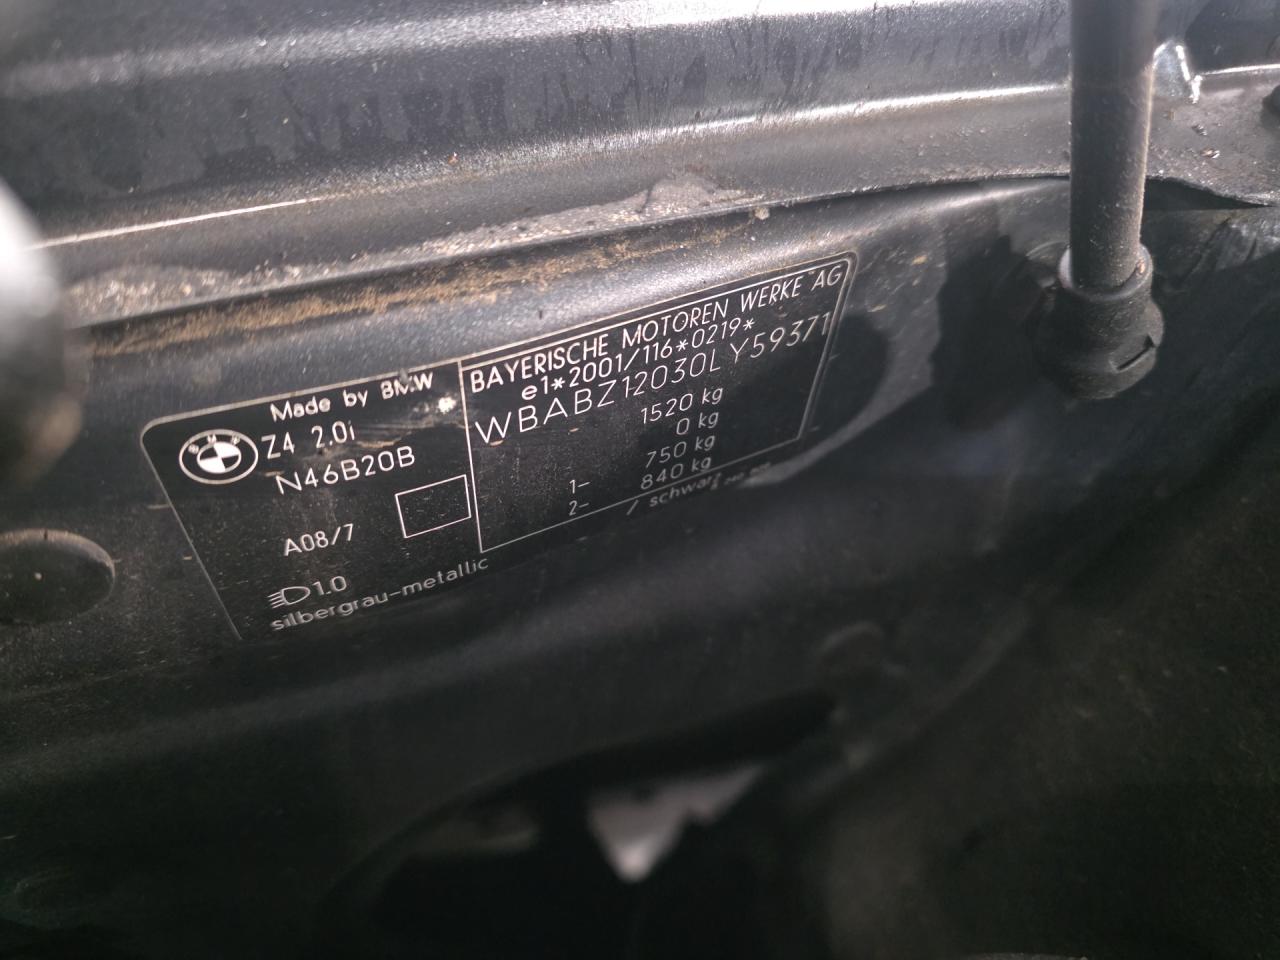 Made by BMW
BMW
Z4 2.0i
N46B20B
A08/7
1.0
silbergrau-metallic
BAYERISCHE MOTOREN WERKE AG
e1*2001/116*0219*
WBABZ12030LY59371
1520 kg
0 kg
1- 750 kg
2- 840 kg
/ schwarz